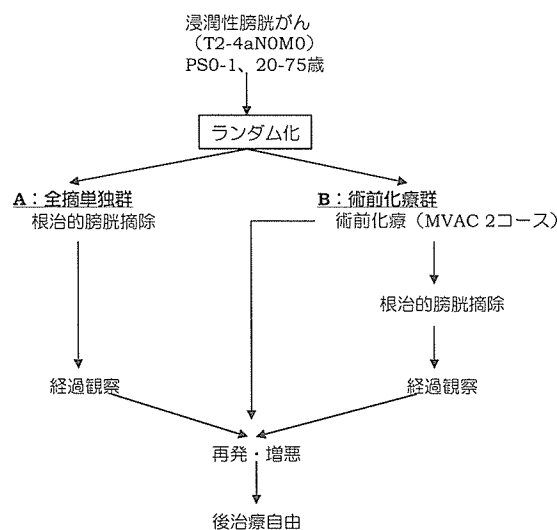 浸潤性膀胱がん
(T2-4aN0M0)
PS0-1、20-75歳
ランダム化
A：全摘単独群
根治的膀胱摘除
B：術前化療群
術前化療（MVAC 2コース）
根治的膀胱摘除
経過観察
経過観察
再発・増悪
後治療自由